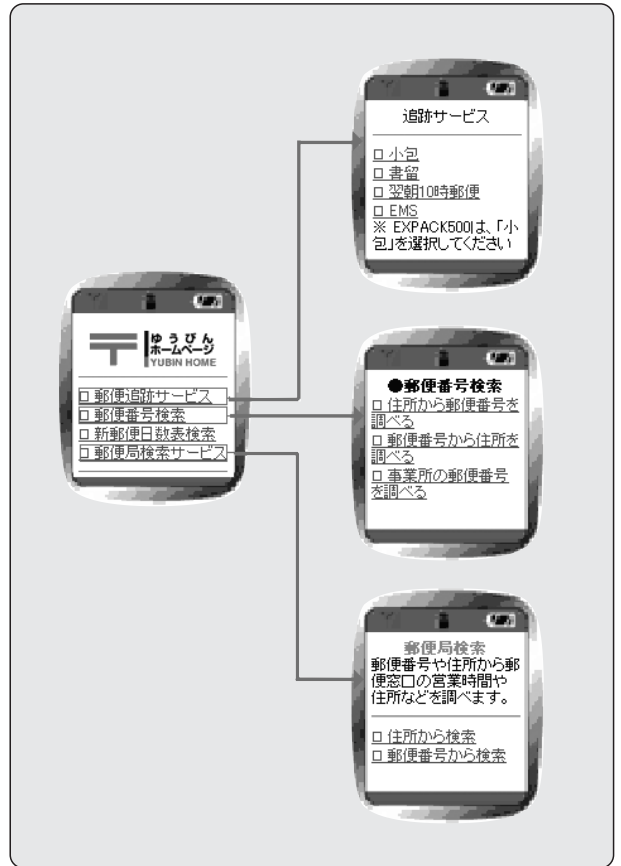 ゆうびん
ホームページ
YUBIN HOME
□ 郵便追跡サービス
□ 郵便番号検索
□ 新郵便日数表検索
□ 郵便局検索サービス
追跡サービス
□ 小包
□ 書留
□ 翌朝10時郵便
□ EMS
※ EXPACK500は、「小
包」を選択してください
●郵便番号検索
□ 住所から郵便番号を
調べる
□ 郵便番号から住所を
調べる
□ 事業所の郵便番号
を調べる
郵便局検索
郵便番号や住所から郵
便窓口の営業時間や
住所などを調べます。
□ 住所から検索
□ 郵便番号から検索